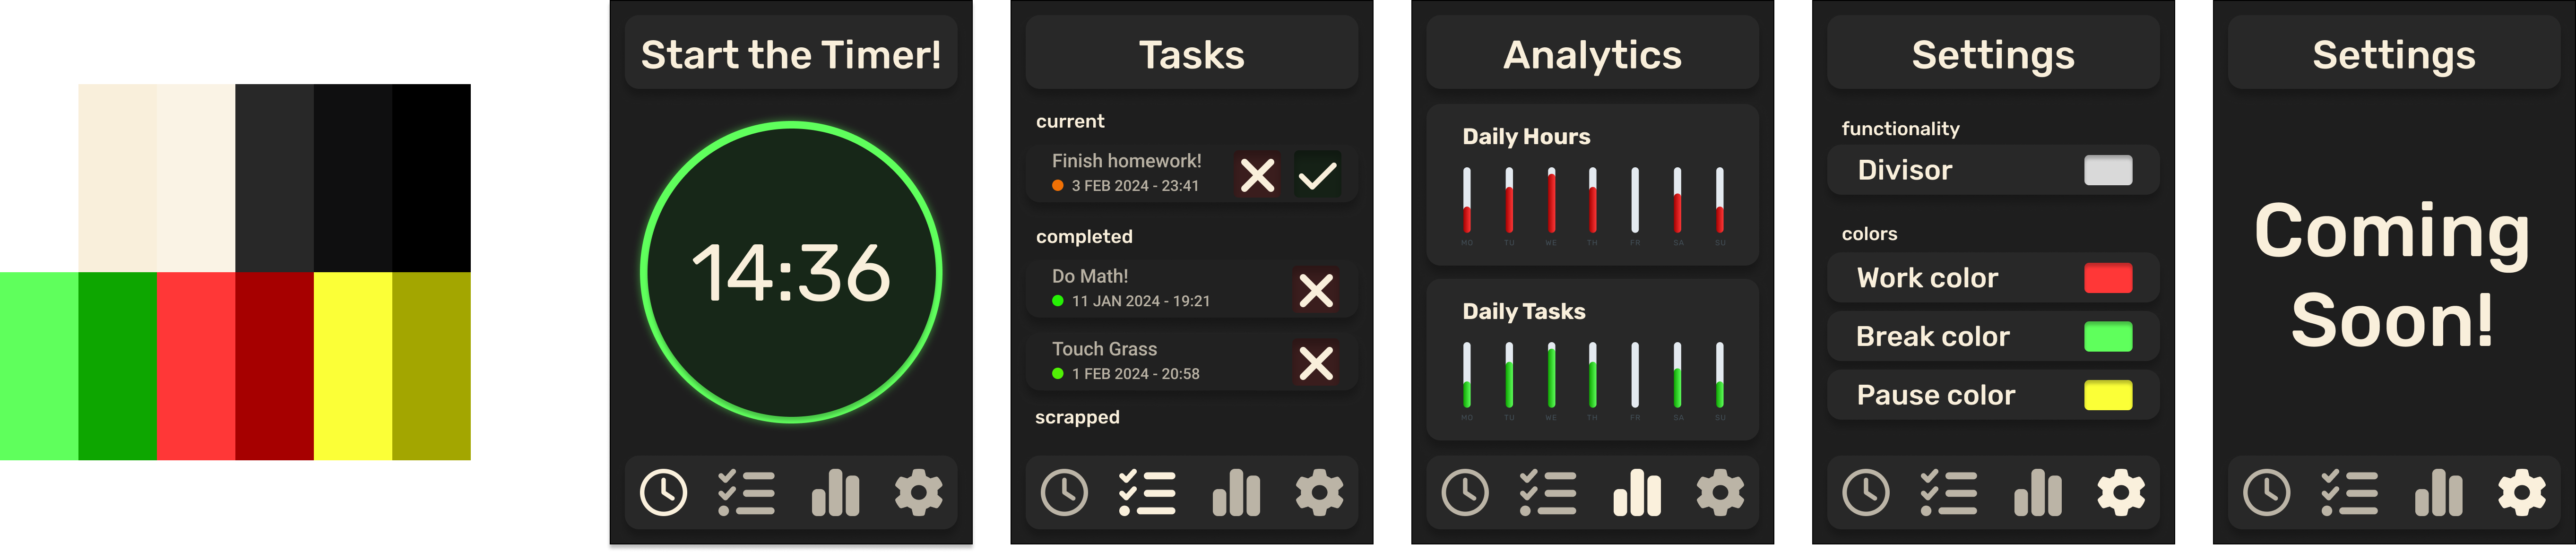 Start the Timer!
14:36
Tasks
current
Finish homework!
3 FEB 2024 - 23:41
completed
Do Math!
11 JAN 2024 - 19:21
Touch Grass
1 FEB 2024 - 20:58
scrapped
Analytics
Daily Hours
MO TU WE TH FR SA SU
Daily Tasks
MO TU WE TH FR SA SU
Settings
functionality
Divisor
colors
Work color
Break color
Pause color
Settings
Coming
Soon!